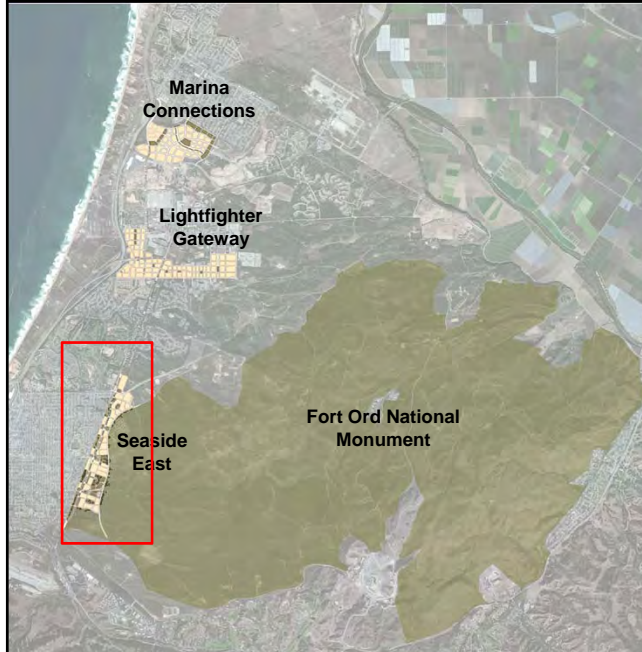 Marina
Connections
Lightfighter
Gateway
Seaside
East
Fort Ord National
Monument